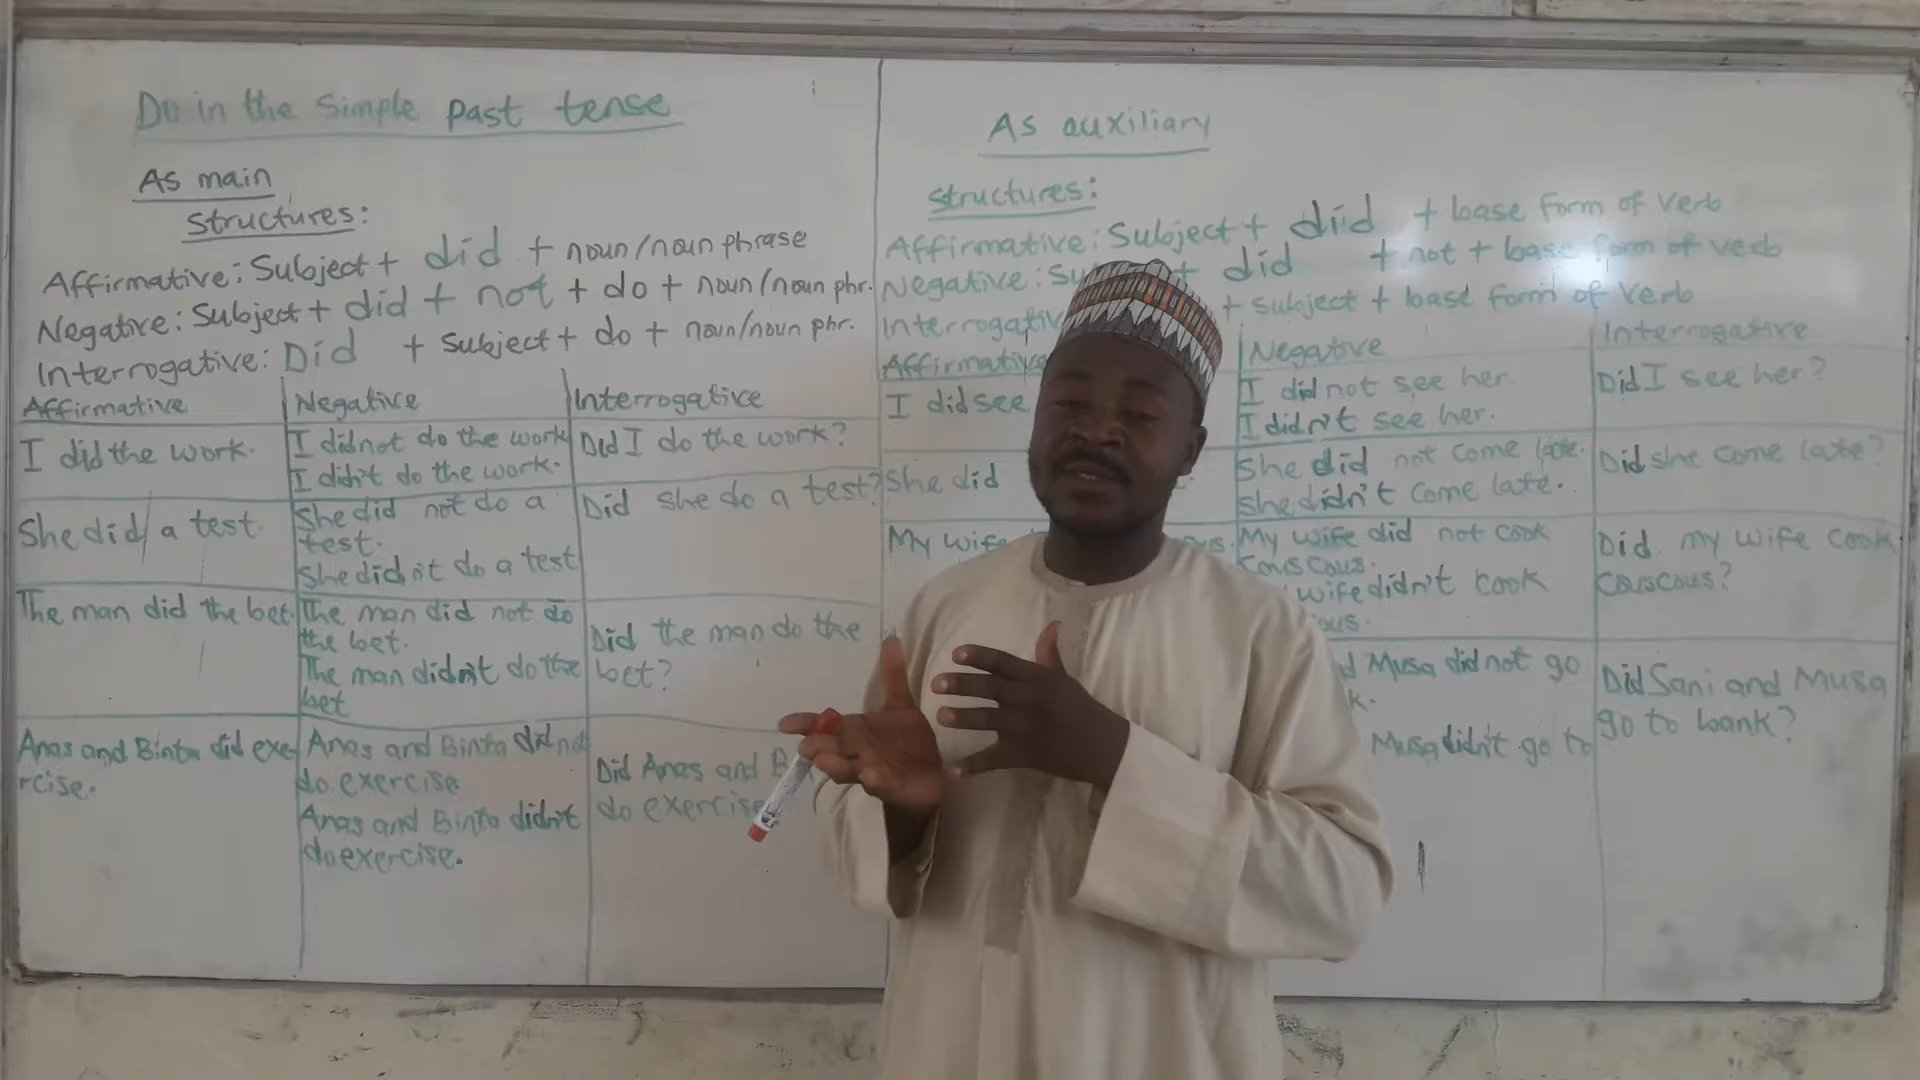 Do in the Simple Past tense
As main
Structures:
Affirmative: Subject + did + noun/noun phrase
Negative: Subject + did + not + do + noun/noun phr.
Interrogative: Did + Subject + do + noun/noun phr.
Affirmative Negative Interrogative
I did the work.
I did not do the work
I didn't do the work.
Did I do the work?
She did a test.
She did not do a
test.
She didn't do a test
Did she do a test?
The man did the bet.
The man did not do
the bet.
The man didn't do the
bet
Did the man do the
bet?
Anas and Binta did exe-
rcise.
Anas and Binta did not
do exercise
Anas and Binta didn't
do exercise.
Did Anas and B
do exercise
As auxiliary
Structures:
Affirmative: Subject + did + base form of verb
Negative: Su + did + not + base form of verb
Interrogativ + subject + base form of verb
Affirmative Negative Interrogative
I did see
I did not see her.
I didn't see her.
Did I see her?
She did
She did not come late.
She didn't come late.
Did she come late?
My wife
My wife did not cook
couscous.
wife didn't cook
ous.
Did my wife cook
couscous?
d Musa did not go
k.
Musa didn't go to
Did Sani and Musa
go to bank?